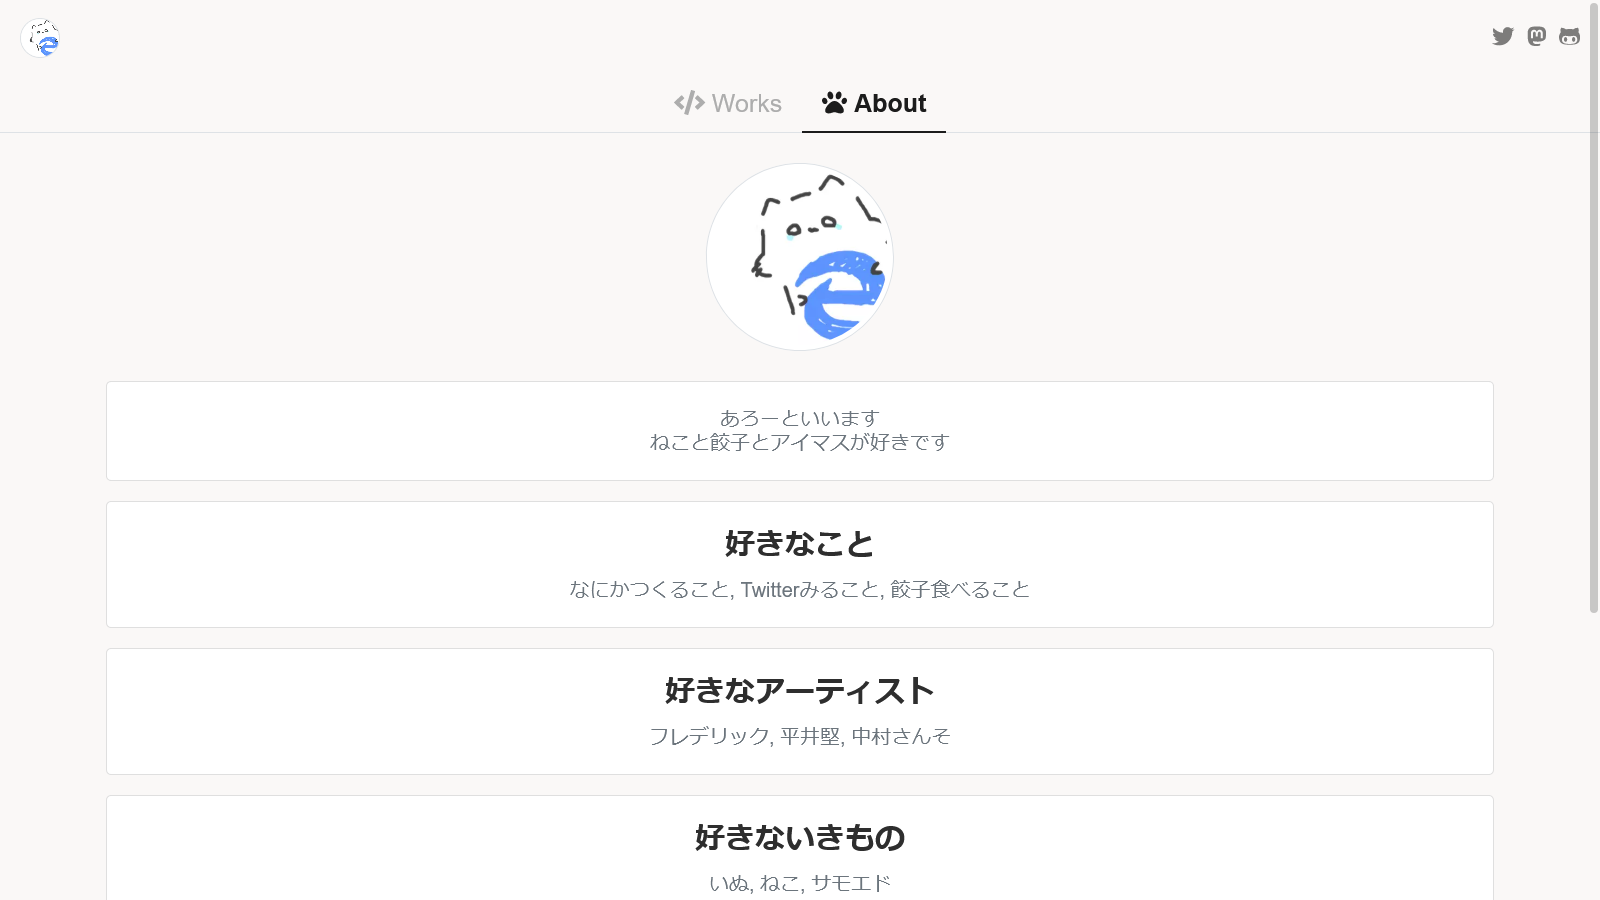 Works
About
あろーといいます
ねこと餃子とアイマスが好きです
好きなこと
なにかつくること, Twitterみること, 餃子食べること
好きなアーティスト
フレデリック, 平井堅, 中村さんそ
好きないきもの
いぬ, ねこ, サモエド